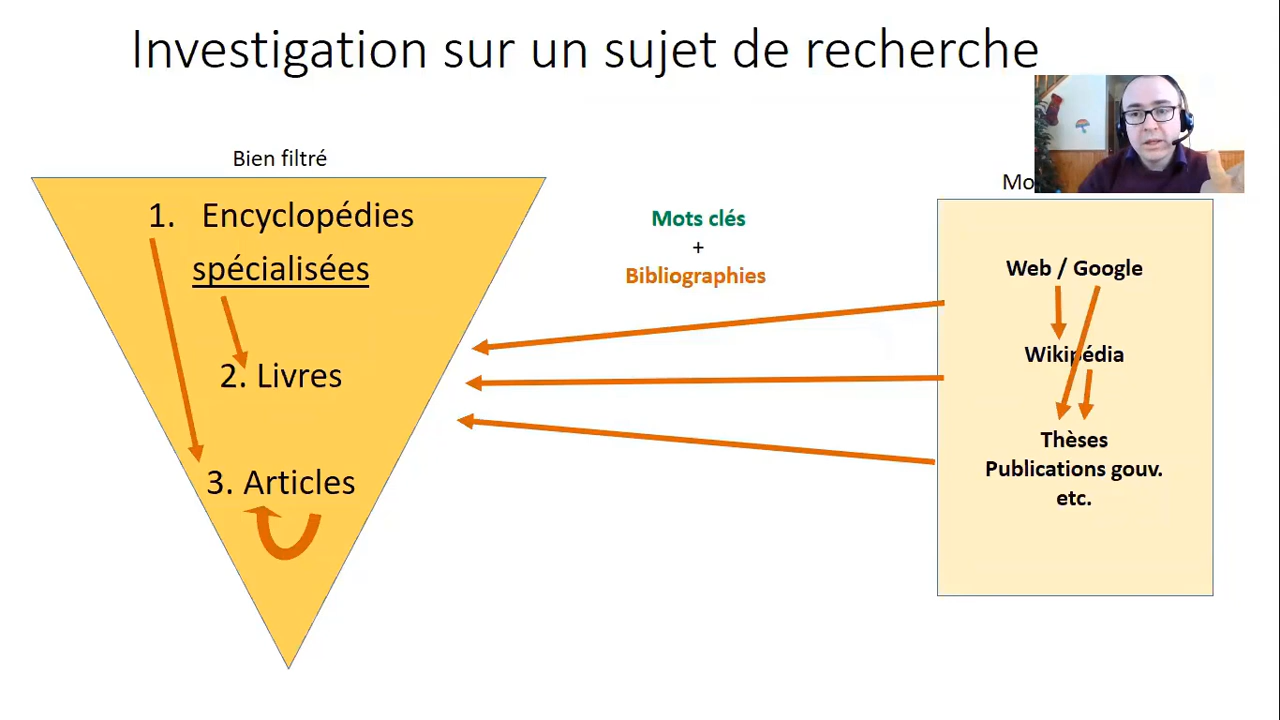 Investigation sur un sujet de recherche
Bien filtré
1. Encyclopédies
spécialisées
2. Livres
3. Articles
Mots clés
+
Bibliographies
Web / Google
Wikipédia
Thèses
Publications gouv.
etc.